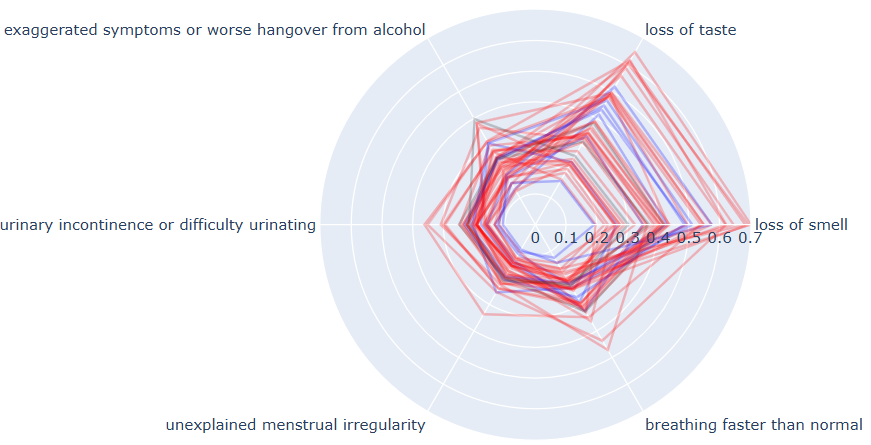 exaggerated symptoms or worse hangover from alcohol
loss of taste
urinary incontinence or difficulty urinating
loss of smell
0 0.1 0.2 0.3 0.4 0.5 0.6 0.7
unexplained menstrual irregularity
breathing faster than normal